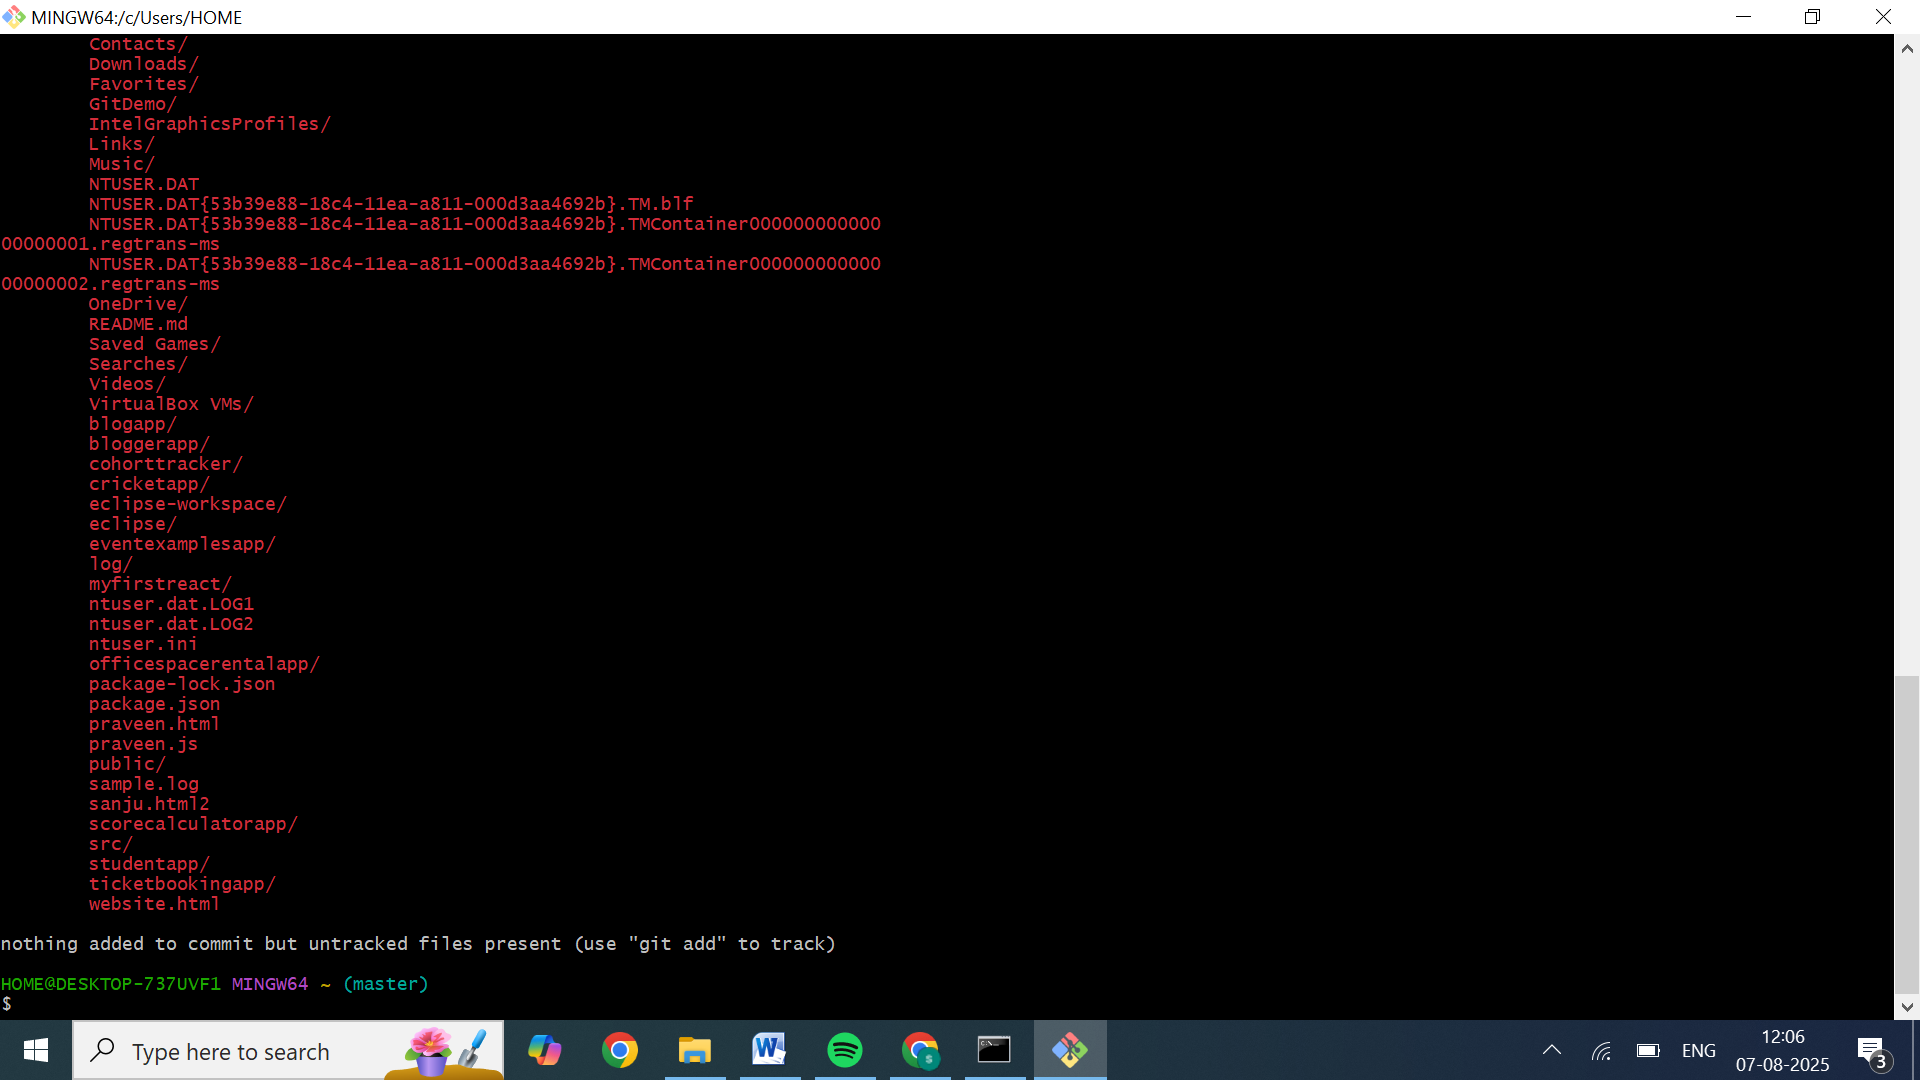 MINGW64:/c/Users/HOME
Contacts/
Downloads/
Favorites/
GitDemo/
IntelGraphicsProfiles/
Links/
Music/
NTUSER.DAT
NTUSER.DAT{53b39e88-18c4-11ea-a811-000d3aa4692b}.TM.blf
NTUSER.DAT{53b39e88-18c4-11ea-a811-000d3aa4692b}.TMContainer000000000000
00000001.regtrans-ms
NTUSER.DAT{53b39e88-18c4-11ea-a811-000d3aa4692b}.TMContainer000000000000
00000002.regtrans-ms
OneDrive/
README.md
Saved Games/
Searches/
Videos/
VirtualBox VMs/
blogapp/
bloggerapp/
cohorttracker/
cricketapp/
eclipse-workspace/
eclipse/
eventexamplesapp/
log/
myfirstreact/
ntuser.dat.LOG1
ntuser.dat.LOG2
ntuser.ini
officespacerentalapp/
package-lock.json
package.json
praveen.html
praveen.js
public/
sample.log
sanju.html2
scorecalculatorapp/
src/
studentapp/
ticketbookingapp/
website.html
nothing added to commit but untracked files present (use "git add" to track)
HOME@DESKTOP-737UVF1 MINGW64 ~ (master)
$
Type here to search
ENG
12:06
07-08-2025
3